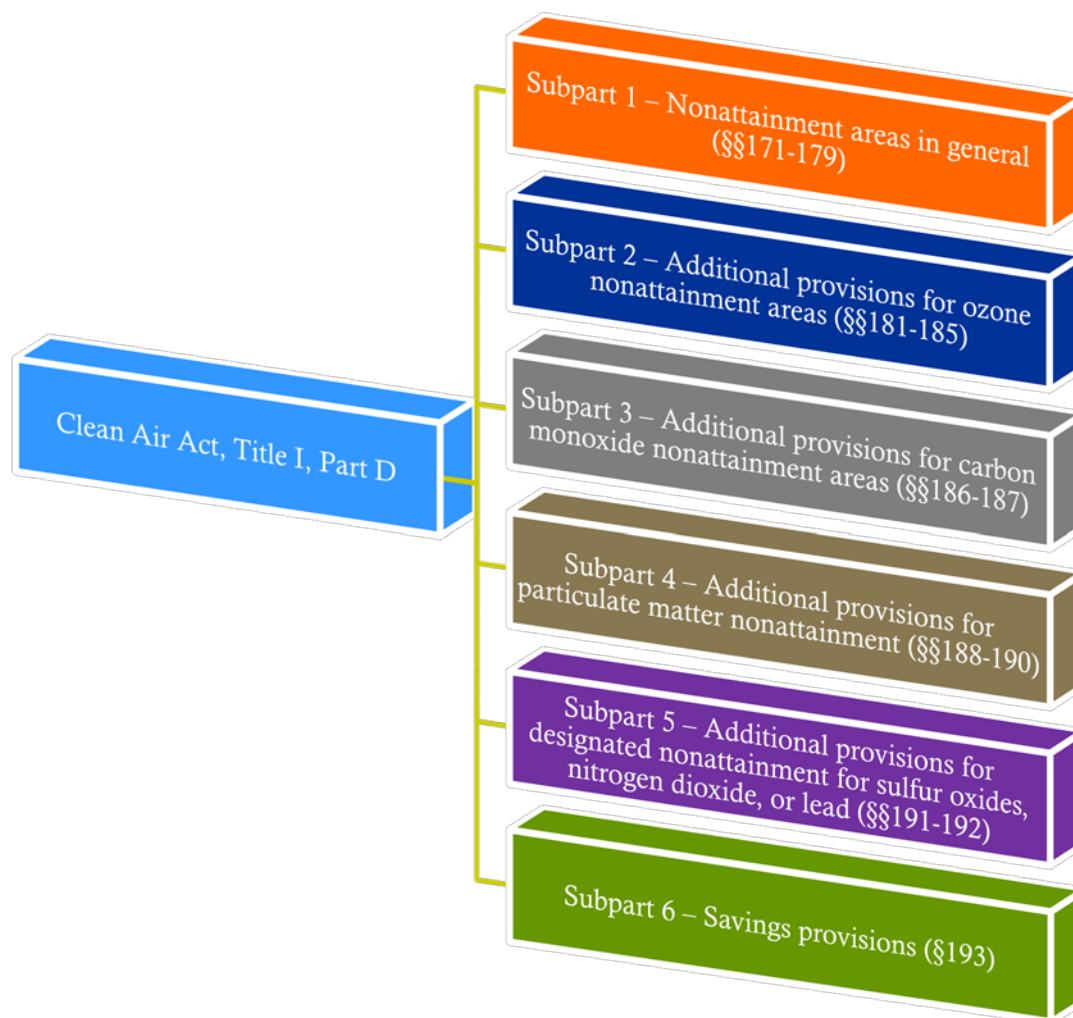 Clean Air Act, Title I, Part D
Subpart 1 – Nonattainment areas in general
(§§171-179)
Subpart 2 – Additional provisions for ozone
nonattainment areas (§§181-185)
Subpart 3 – Additional provisions for carbon
monoxide nonattainment areas (§§186-187)
Subpart 4 – Additional provisions for
particulate matter nonattainment (§§188-190)
Subpart 5 – Additional provisions for
designated nonattainment for sulfur oxides,
nitrogen dioxide, or lead (§§191-192)
Subpart 6 – Savings provisions (§193)